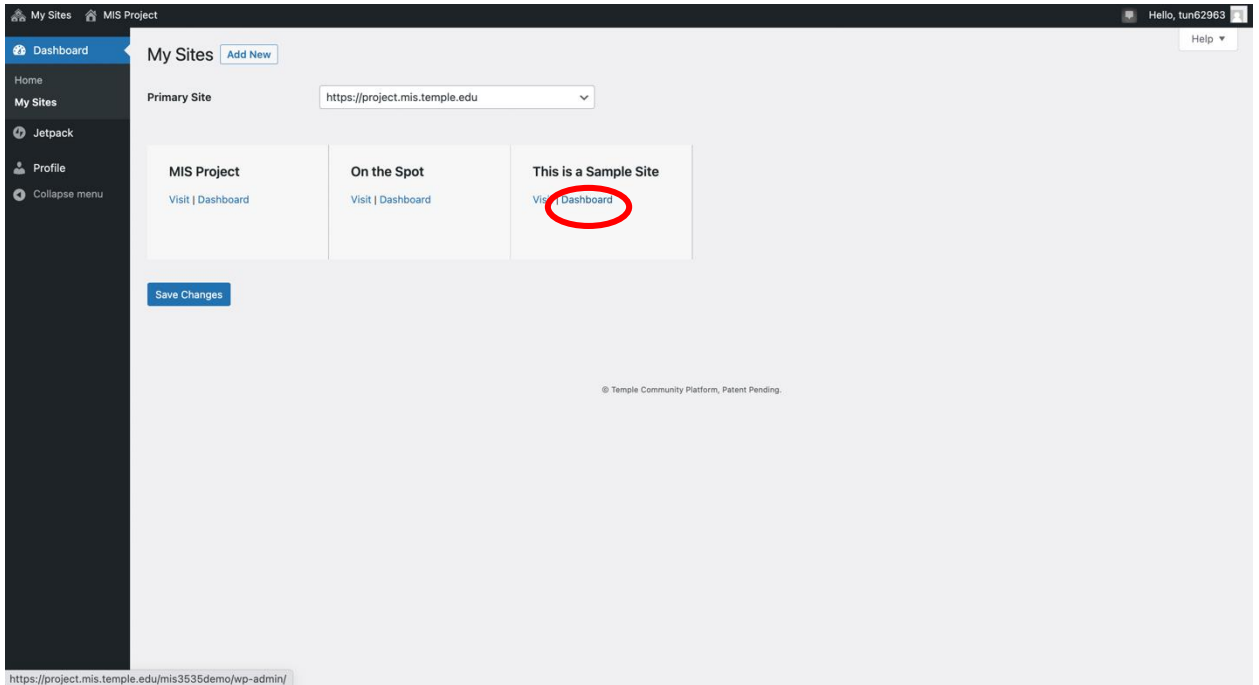 My Sites MIS Project Hello, tun62963
Dashboard
Home
My Sites
Jetpack
Profile
Collapse menu
My Sites Add New
Help
Primary Site https://project.mis.temple.edu
MIS Project
Visit | Dashboard
On the Spot
Visit | Dashboard
This is a Sample Site
Visit | Dashboard
Save Changes
© Temple Community Platform, Patent Pending.
https://project.mis.temple.edu/mis3535demo/wp-admin/